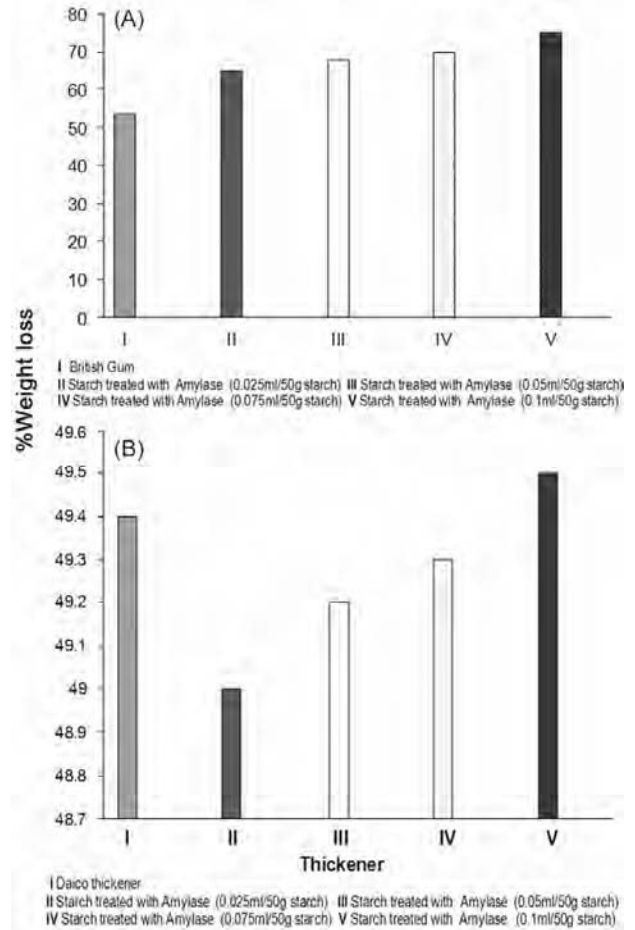 (A)
80
70
60
50
40
30
20
10
0
I II III IV V
I British Gum
II Starch treated with Amylase (0.025ml/50g starch) III Starch treated with Amylase (0.05ml/50g starch)
IV Starch treated with Amylase (0.075ml/50g starch) V Starch treated with Amylase (0.1ml/50g starch)
%Weight loss
(B)
49.6
49.5
49.4
49.3
49.2
49.1
49
48.9
48.8
48.7
I II III IV V
Thickener
I Daico thickener
II Starch treated with Amylase (0.025ml/50g starch) III Starch treated with Amylase (0.05ml/50g starch)
IV Starch treated with Amylase (0.075ml/50g starch) V Starch treated with Amylase (0.1ml/50g starch)